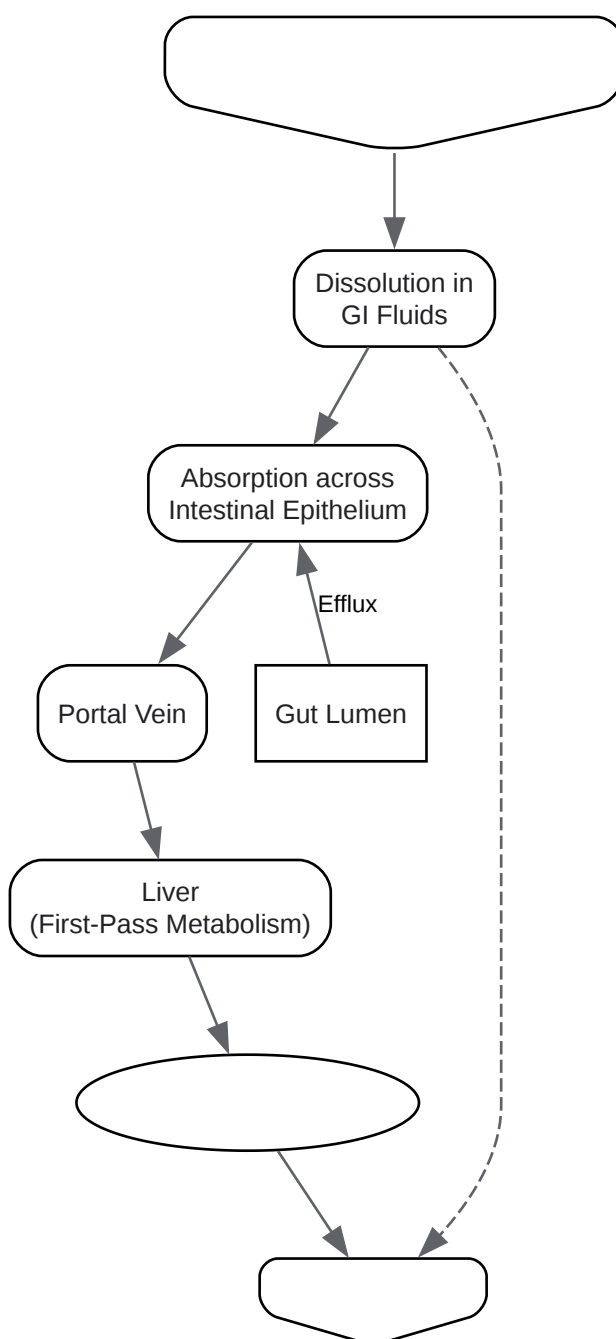 Dissolution in
GI Fluids
Absorption across
Intestinal Epithelium
Efflux
Portal Vein
Gut Lumen
Liver
(First-Pass Metabolism)